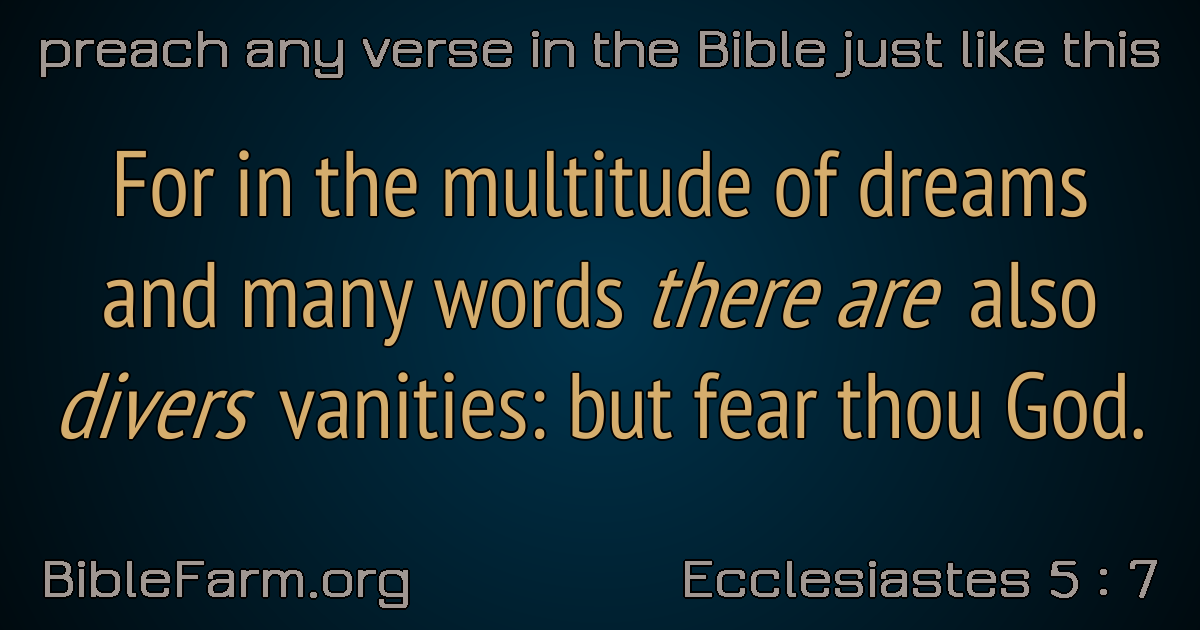 preach any verse in the Bible just like this
For in the multitude of dreams
and many words there are also
divers vanities: but fear thou God.
BibleFarm.org
Ecclesiastes 5 : 7